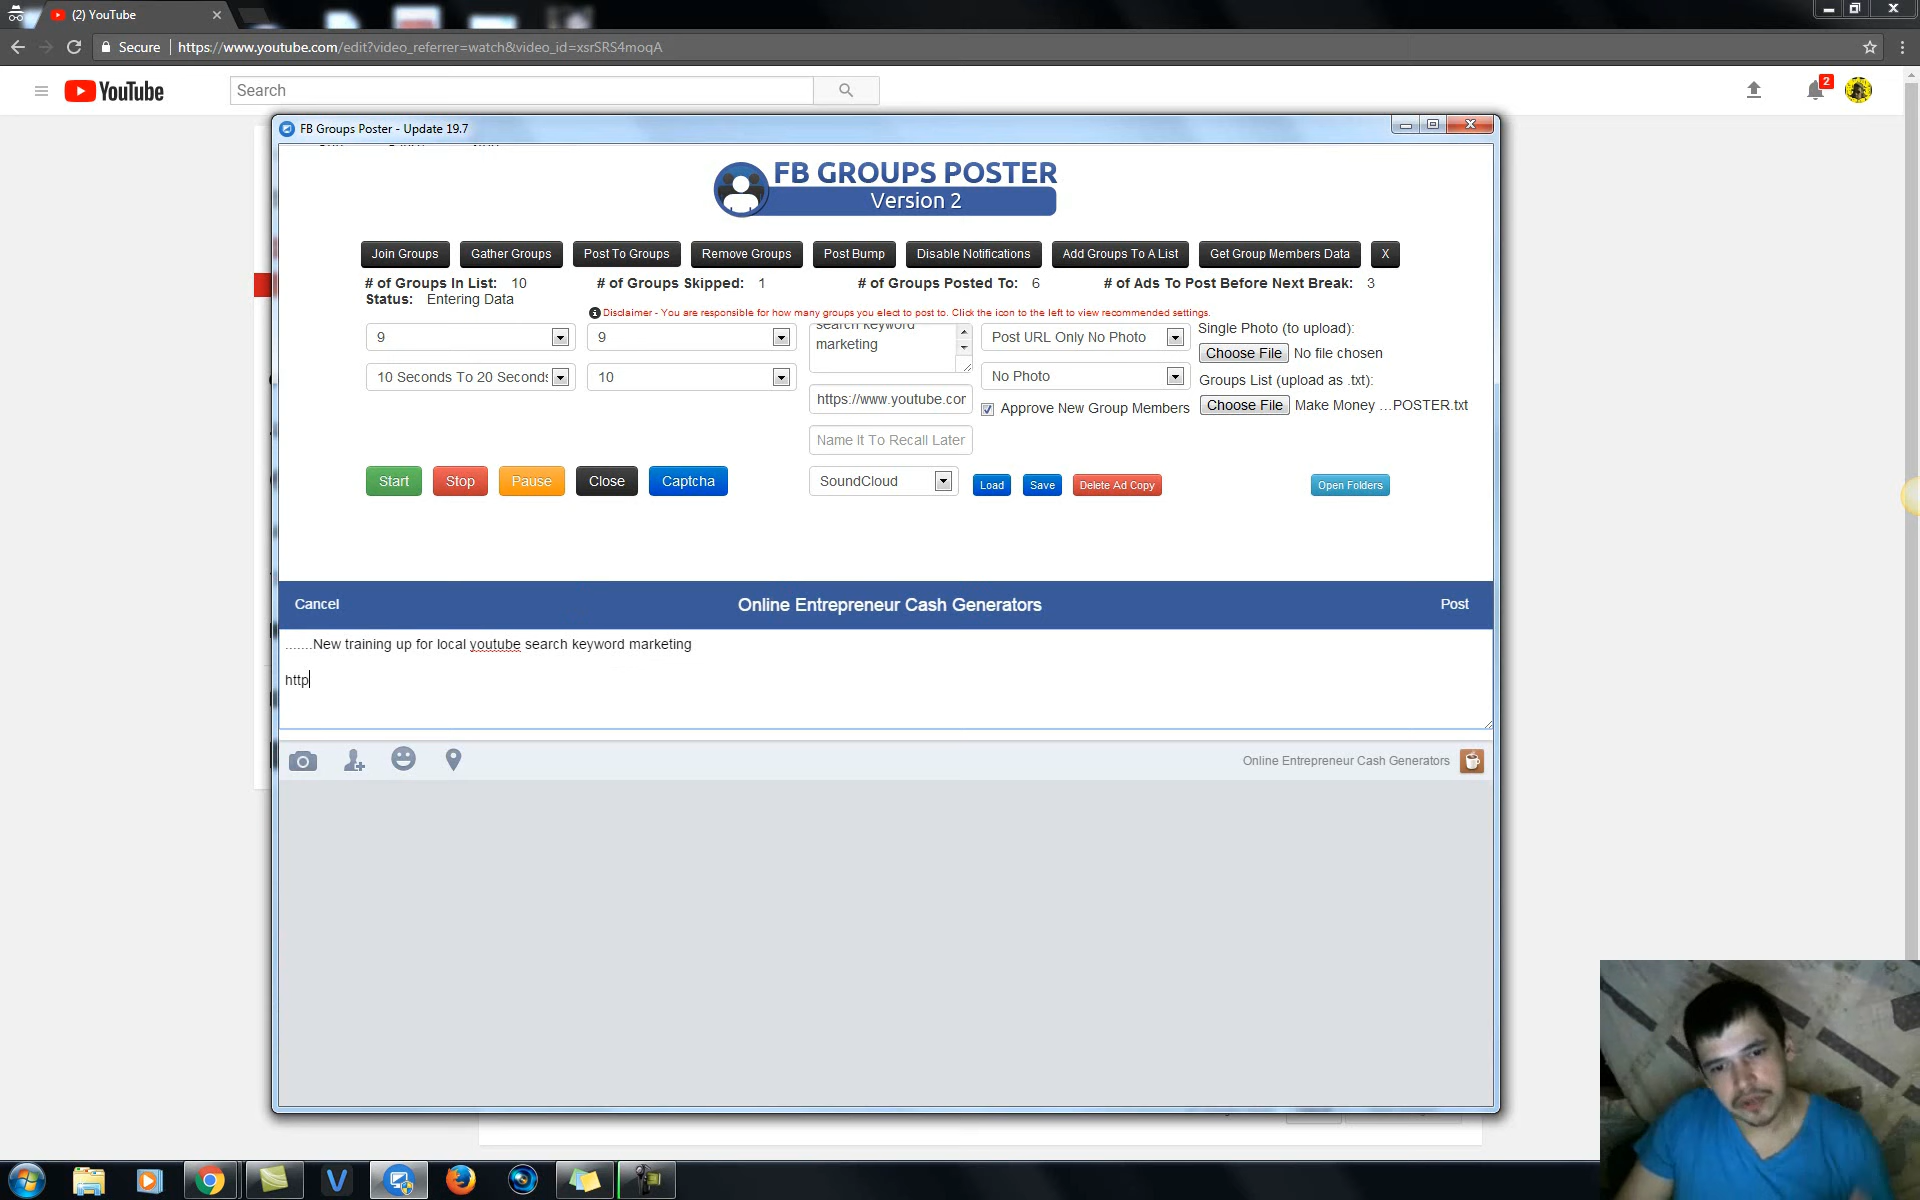 (2) YouTube
Secure https://www.youtube.com/edit?video_referrer=watch&video_id=xsrSRS4moqA
YouTube
Search
2
FB Groups Poster - Update 19.7
FB GROUPS POSTER
Version 2
Join Groups Gather Groups Post To Groups Remove Groups Post Bump Disable Notifications Add Groups To A List Get Group Members Data X
# of Groups In List: 10 # of Groups Skipped: 1 # of Groups Posted To: 6 # of Ads To Post Before Next Break: 3
Status: Entering Data
Disclaimer - You are responsible for how many groups you elect to post to. Click the icon to the left to view recommended settings.
9 9 search keyword
marketing
Post URL Only No Photo
Single Photo (to upload):
Choose File No file chosen
10 Seconds To 20 Seconds 10 No Photo
Groups List (upload as .txt):
https://www.youtube.cor Approve New Group Members Choose File Make Money ...POSTER.txt
Name It To Recall Later
Start Stop Pause Close Captcha SoundCloud Load Save Delete Ad Copy Open Folders
Cancel Online Entrepreneur Cash Generators Post
.......New training up for local youtube search keyword marketing
http
Online Entrepreneur Cash Generators
V